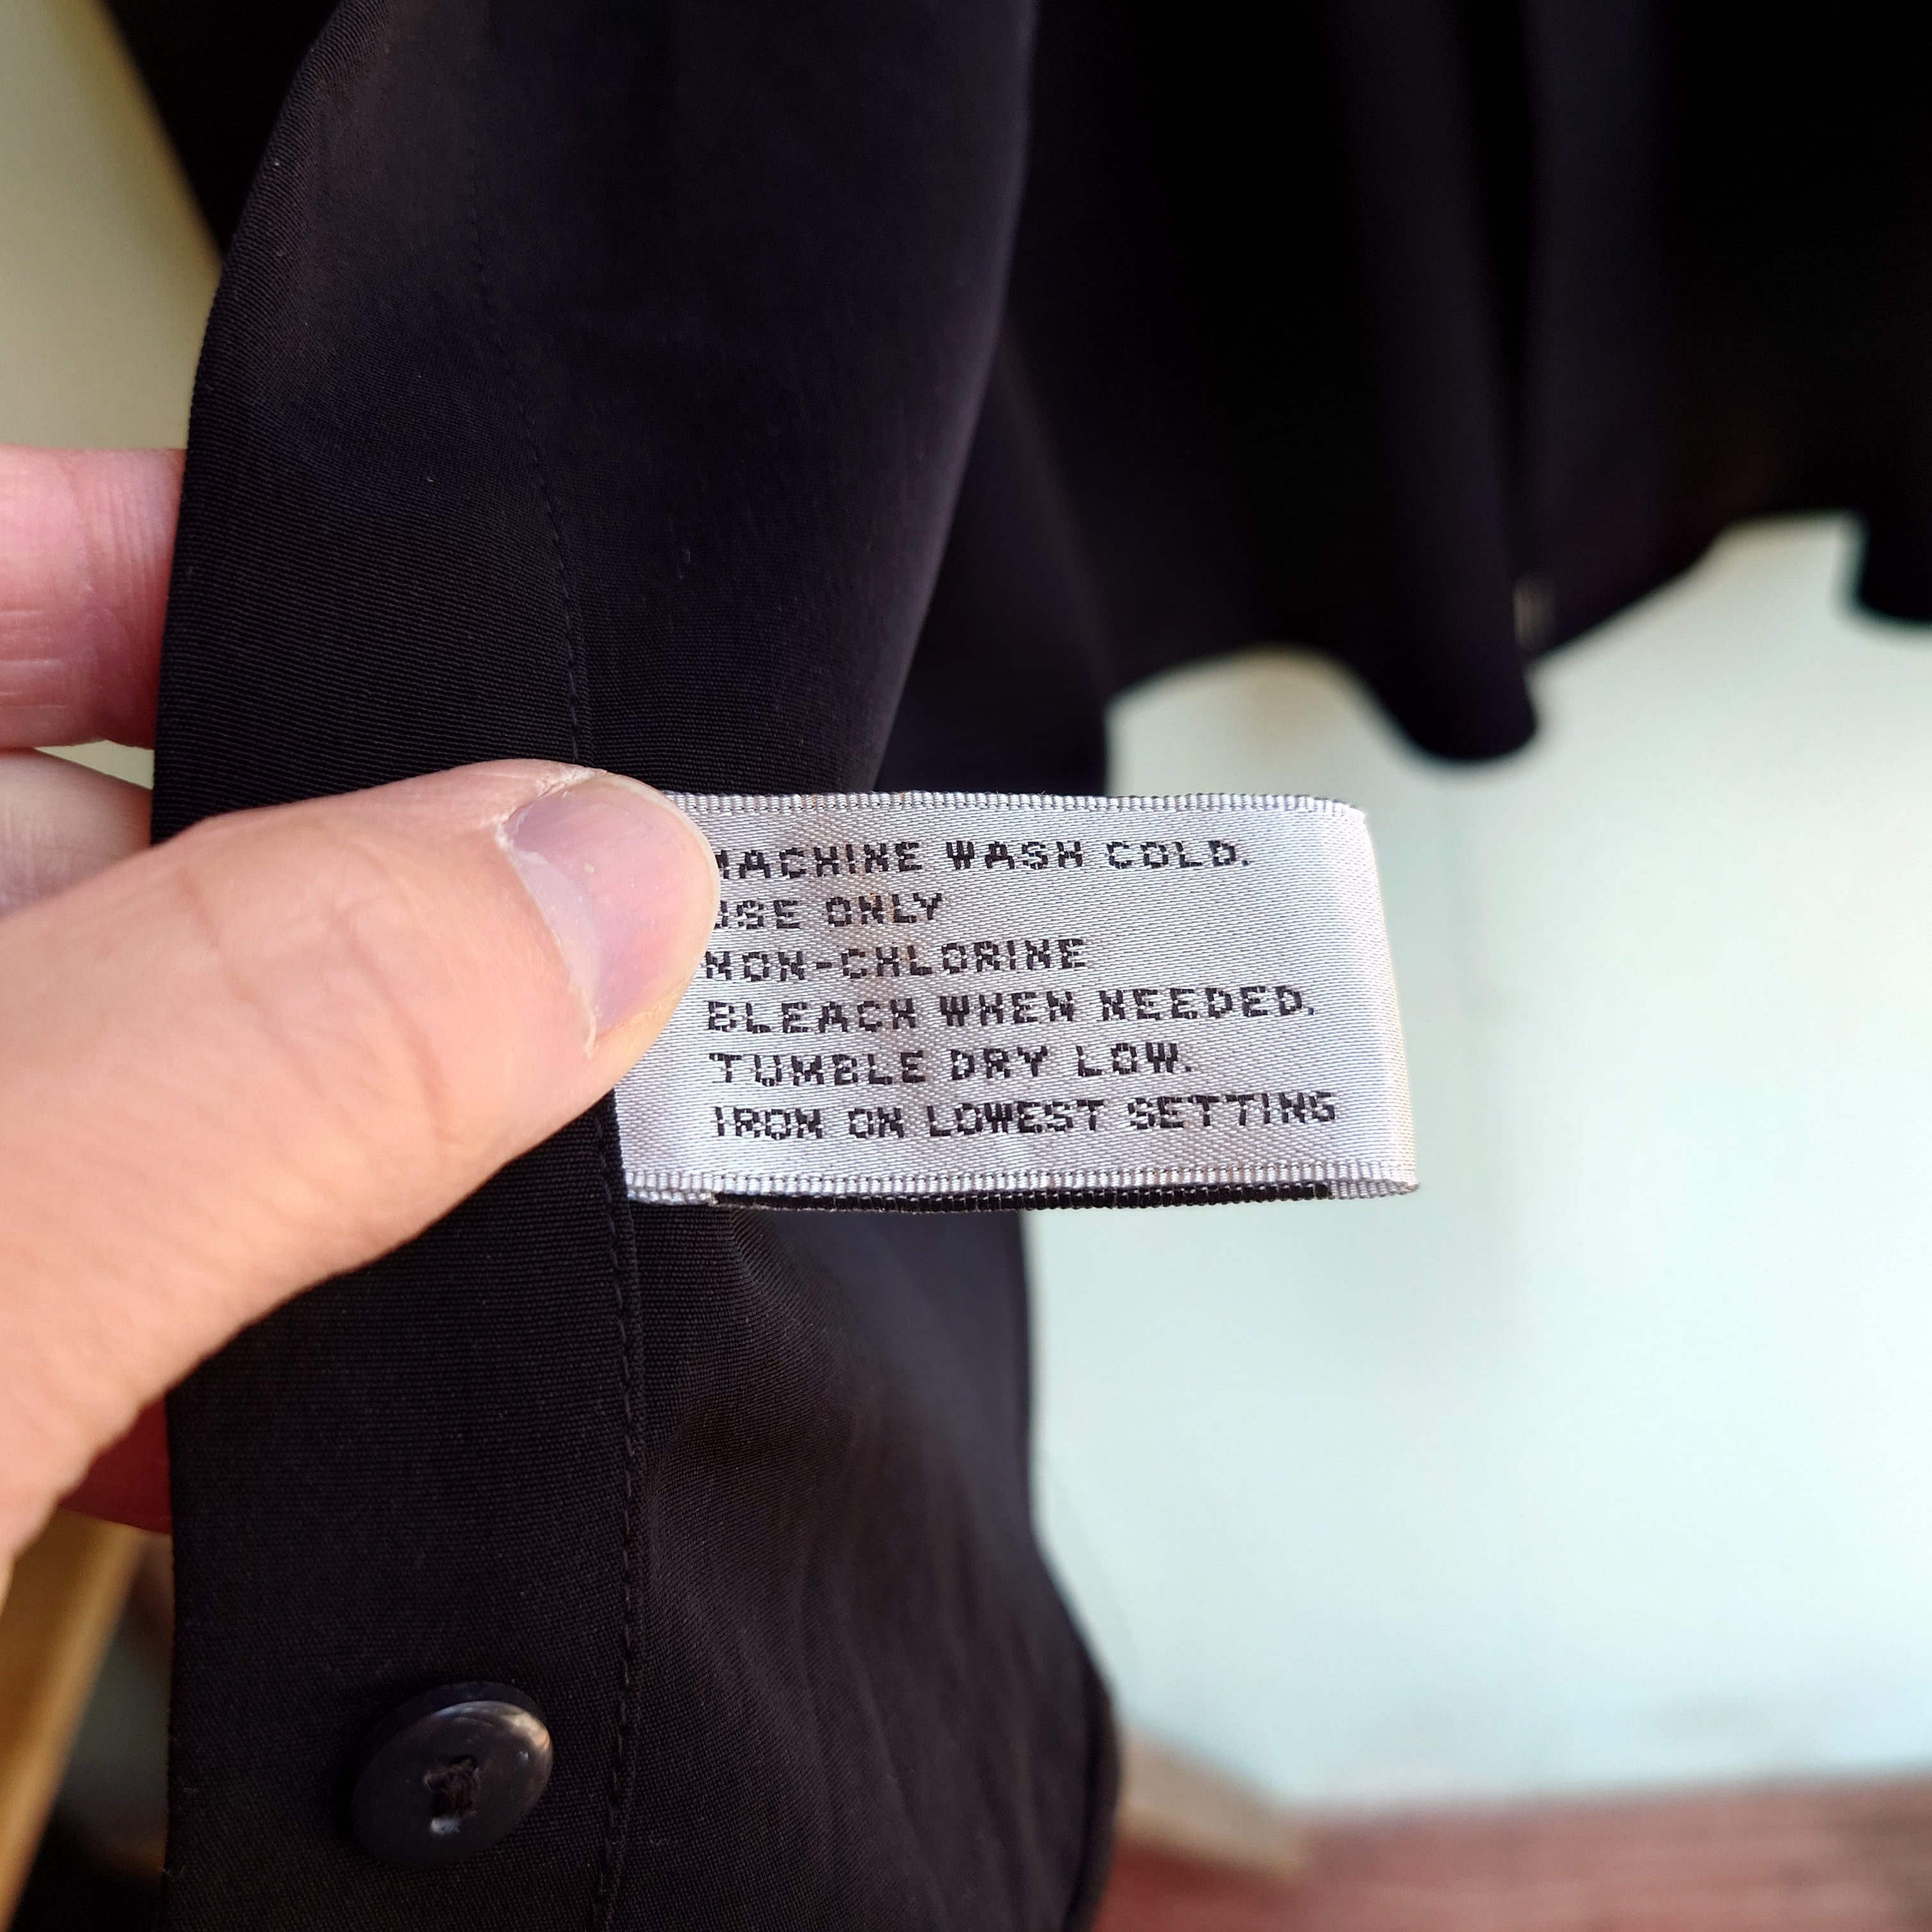 MACHINE WASH COLD.
USE ONLY
NON-CHLORINE
BLEACH WHEN NEEDED.
TUMBLE DRY LOW.
IRON ON LOWEST SETTING